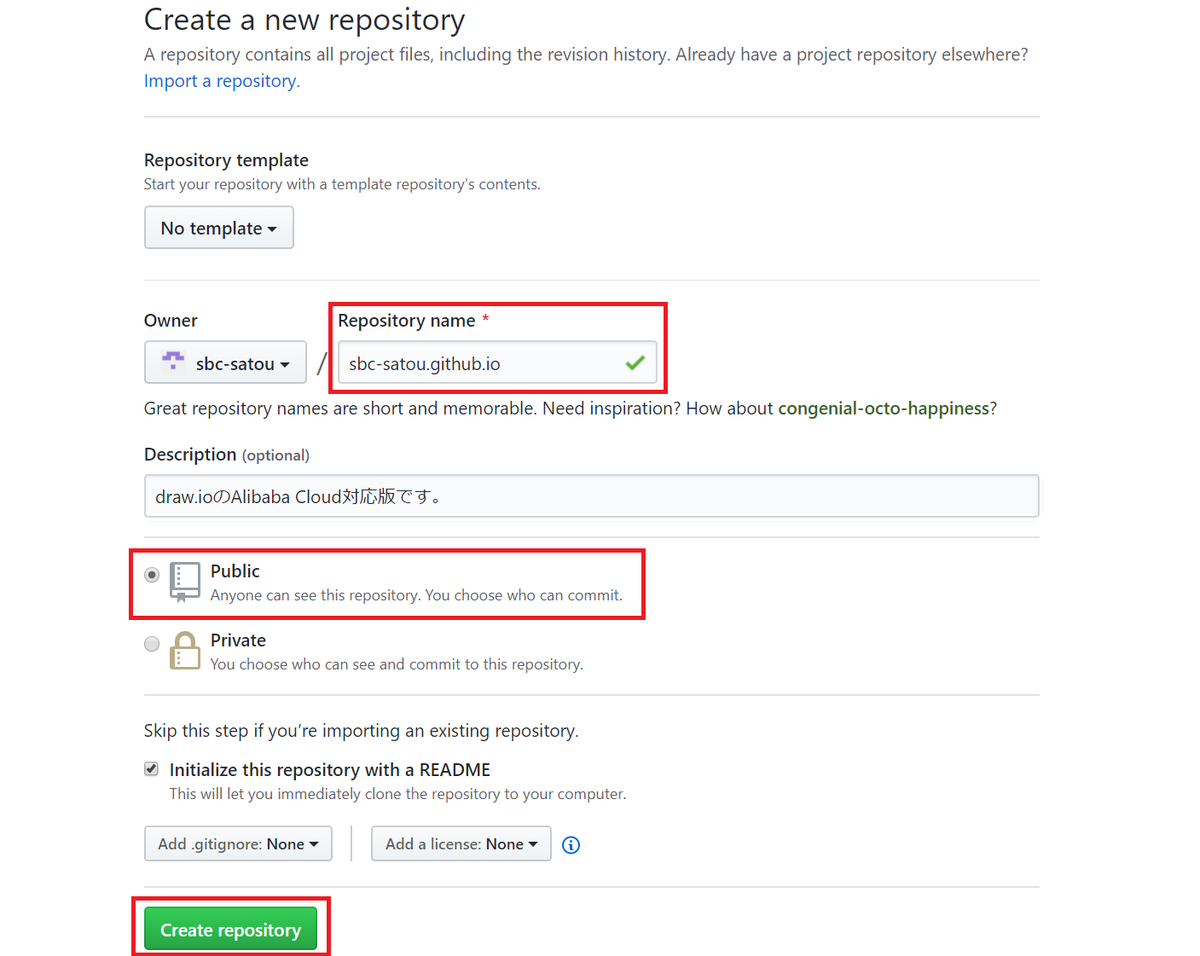 Create a new repository
A repository contains all project files, including the revision history. Already have a project repository elsewhere?
Import a repository.
Repository template
Start your repository with a template repository's contents.
No template
Owner
Repository name *
sbc-satou / sbc-satou.github.io
Great repository names are short and memorable. Need inspiration? How about congenial-octo-happiness?
Description (optional)
draw.ioのAlibaba Cloud対応版です。
Public
Anyone can see this repository. You choose who can commit.
Private
You choose who can see and commit to this repository.
Skip this step if you’re importing an existing repository.
Initialize this repository with a README
This will let you immediately clone the repository to your computer.
Add .gitignore: None
Add a license: None
Create repository